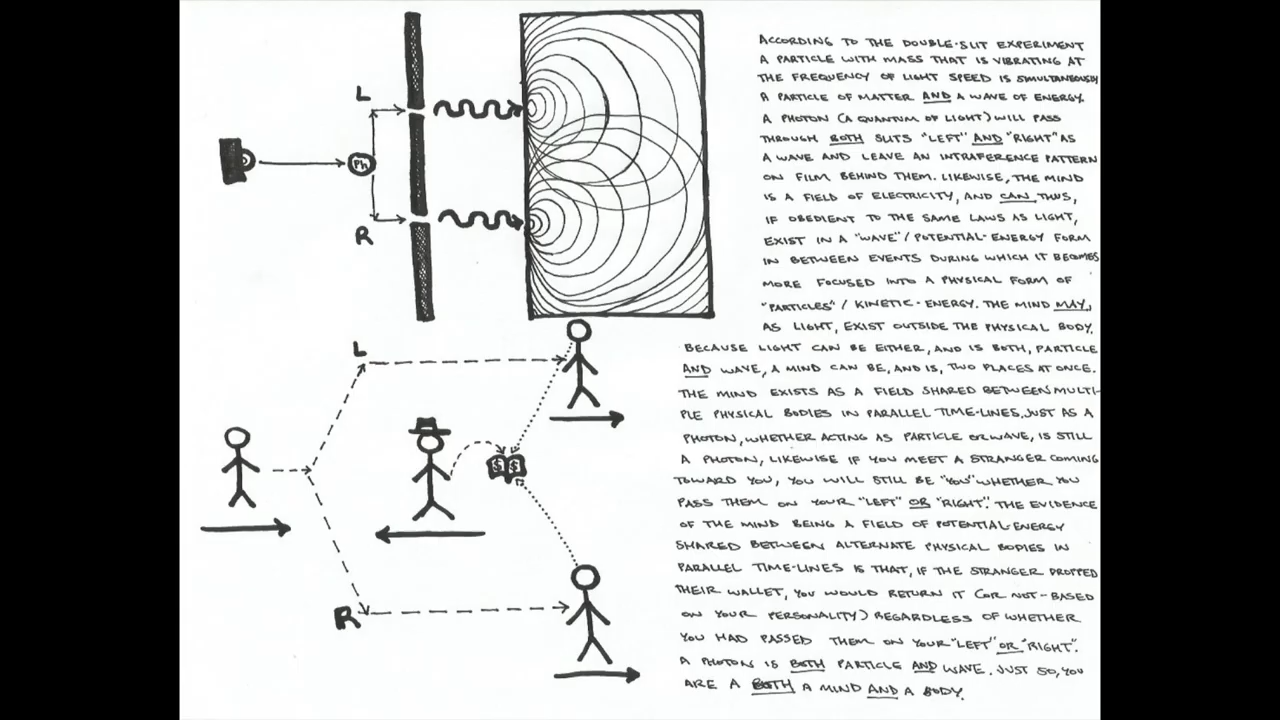 L
Ph
R
ACCORDING TO THE DOUBLE-SLIT EXPERIMENT
A PARTICLE WITH MASS THAT IS VIBRATING AT
THE FREQUENCY OF LIGHT SPEED IS SIMULTANEOUSLY
A PARTICLE OF MATTER AND A WAVE OF ENERGY.
A PHOTON (A QUANTUM OF LIGHT) WILL PASS
THROUGH BOTH SLITS "LEFT" AND "RIGHT" AS
A WAVE AND LEAVE AN INTRAFERENCE PATTERN
ON FILM BEHIND THEM. LIKEWISE, THE MIND
IS A FIELD OF ELECTRICITY, AND CAN THUS,
IF OBEDIENT TO THE SAME LAWS AS LIGHT,
EXIST IN A "WAVE"/POTENTIAL-ENERGY FORM
IN BETWEEN EVENTS DURING WHICH IT BECOMES
MORE FOCUSED INTO A PHYSICAL FORM OF
"PARTICLES" / KINETIC-ENERGY. THE MIND MAY,
AS LIGHT, EXIST OUTSIDE THE PHYSICAL BODY.
BECAUSE LIGHT CAN BE EITHER, AND IS BOTH, PARTICLE
AND WAVE, A MIND CAN BE, AND IS, TWO PLACES AT ONCE.
THE MIND EXISTS AS A FIELD SHARED BETWEEN MULTI-
PLE PHYSICAL BODIES IN PARALLEL TIME-LINES, JUST AS A
PHOTON, WHETHER ACTING AS PARTICLE OR WAVE, IS STILL
A PHOTON, LIKEWISE IF YOU MEET A STRANGER COMING
TOWARD YOU, YOU WILL STILL BE "YOU" WHETHER YOU
PASS THEM ON YOUR "LEFT" OR "RIGHT". THE EVIDENCE
OF THE MIND BEING A FIELD OF POTENTIAL-ENERGY
SHARED BETWEEN ALTERNATE PHYSICAL BODIES IN
PARALLEL TIME-LINES IS THAT, IF THE STRANGER DROPPED
THEIR WALLET, YOU WOULD RETURN IT (OR NOT-BASED
ON YOUR PERSONALITY) REGARDLESS OF WHETHER
YOU HAD PASSED THEM ON YOUR "LEFT" OR "RIGHT".
A PHOTON IS BOTH PARTICLE AND WAVE. JUST SO, YOU
ARE A BOTH A MIND AND A BODY.
L
$ $
R